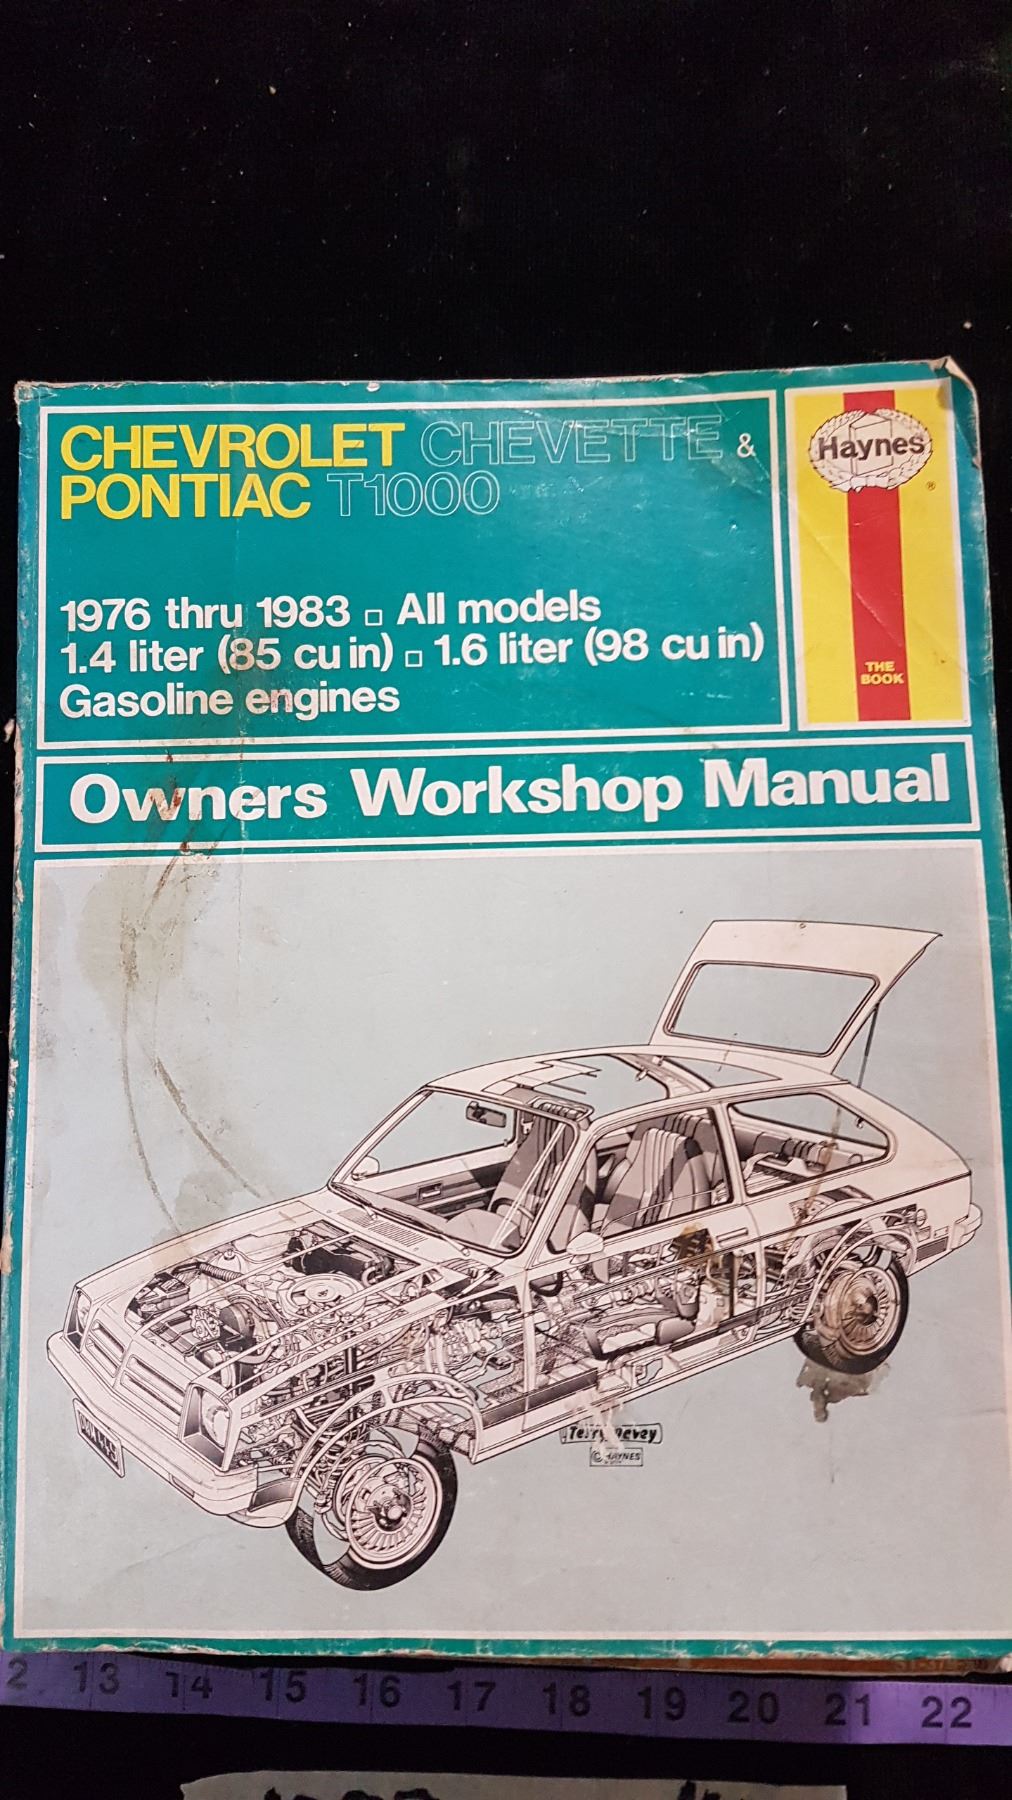 CHEVROLET CHEVETTE &
PONTIAC T1000
Haynes
®
1976 thru 1983 □ All models
1.4 liter (85 cu in) □ 1.6 liter (98 cu in)
Gasoline engines
THE
BOOK
Owners Workshop Manual
Terry Davey
© HAYNES
13 14 15 16 17 18 19 20 21 22